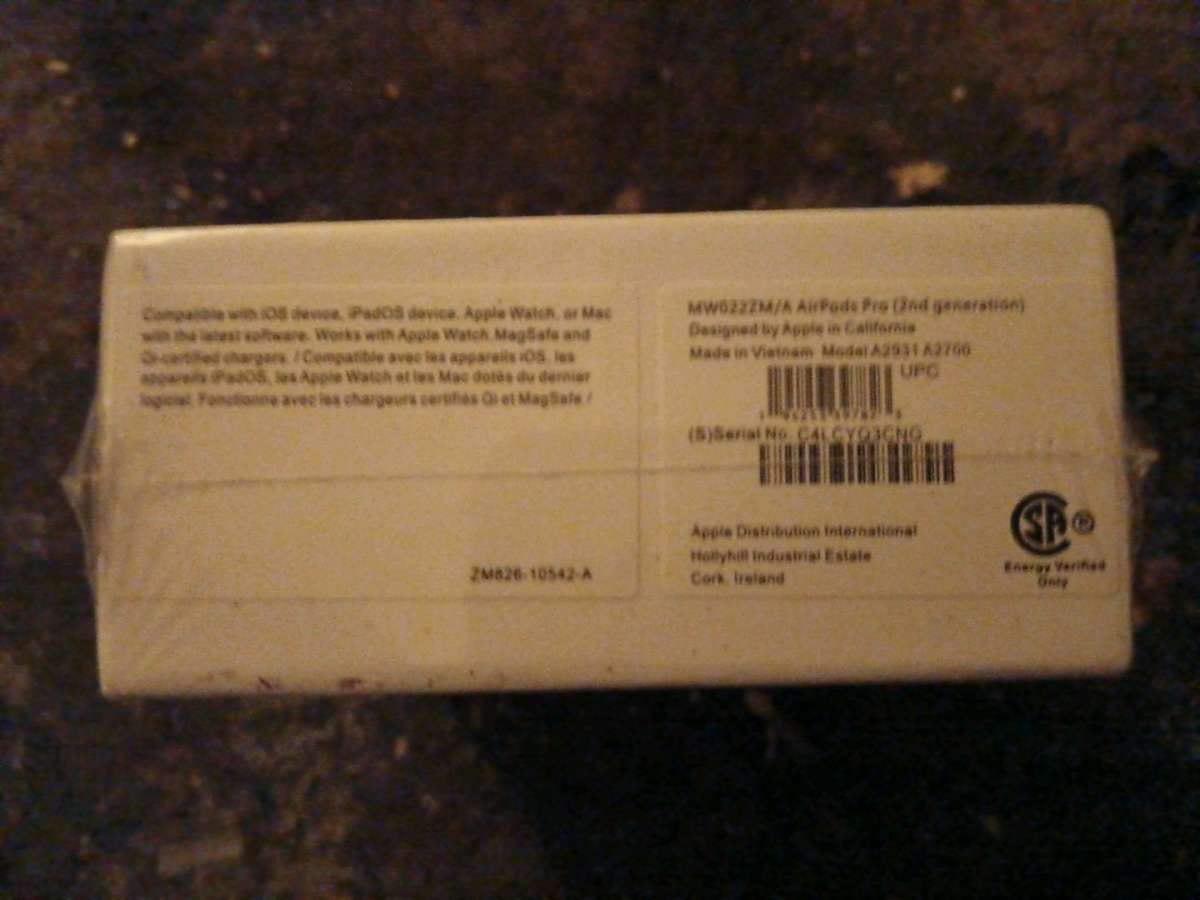 Compatible with iOS device, iPadOS device, Apple Watch, or Mac
with the latest software. Works with Apple Watch, MagSafe and
Qi-certified chargers. / Compatible avec les appareils iOS, les
appareils iPadOS, les Apple Watch et les Mac dotés du dernier
logiciel. Fonctionne avec les chargeurs certifiés Qi et MagSafe /
ZM826-10542-A
MW022ZM/A AirPods Pro (2nd generation)
Designed by Apple in California
Made in Vietnam Model A2931 A2700
UPC
(S)Serial No. C4LCYQ3CNG
Apple Distribution International
Hollyhill Industrial Estate
Cork, Ireland
SA ®
Energy Verified
Only